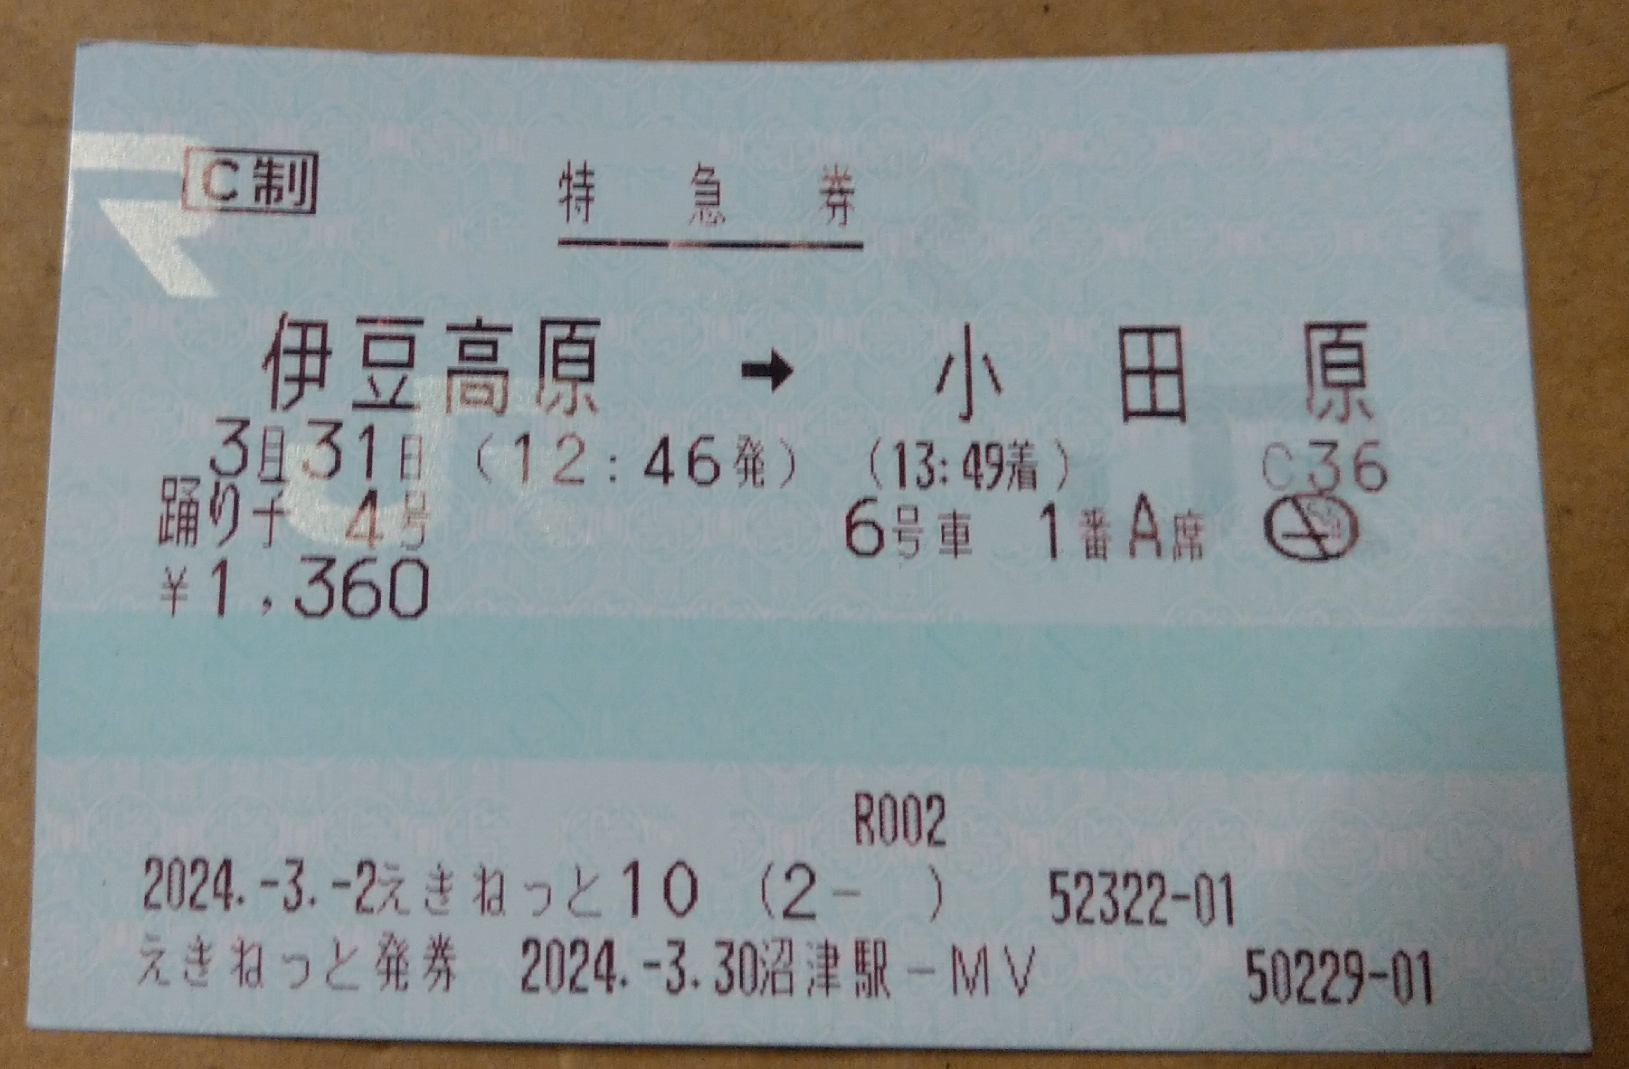 C制 特急券
伊豆高原 → 小田原
3月31日 (12:46発) (13:49着) C36
踊り子 4号 6号車 1番A席
¥1,360
R002
2024.-3.-2えきねっと10 (2- ) 52322-01
えきねっと発券 2024.-3.30沼津駅-MV 50229-01